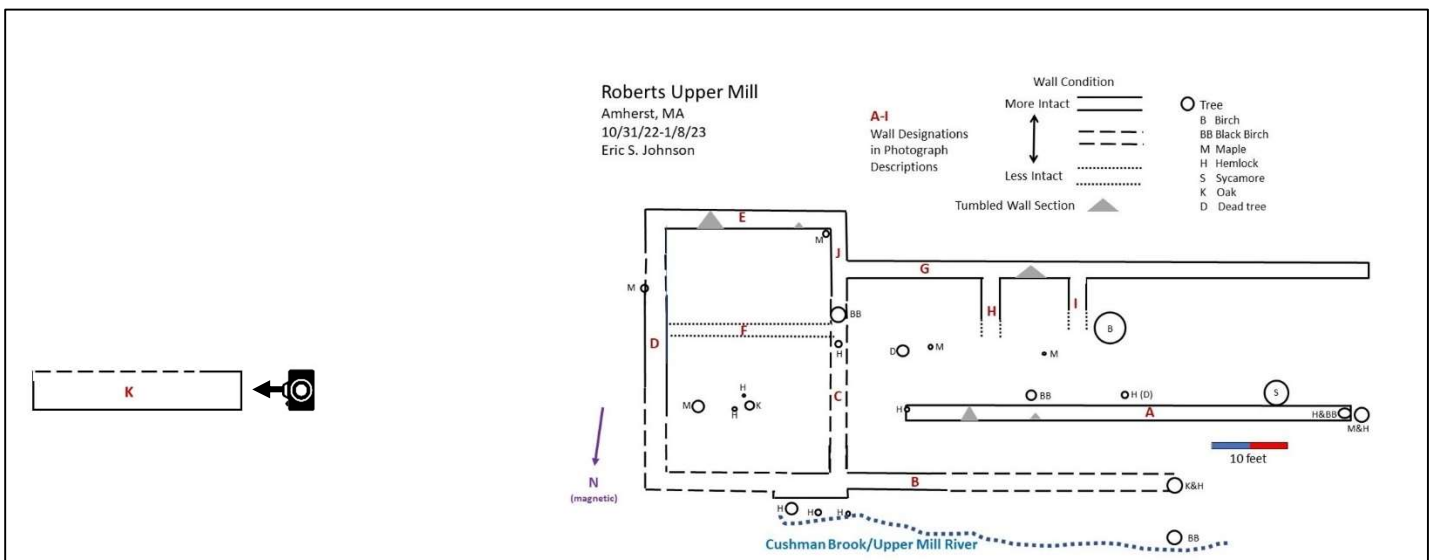 Roberts Upper Mill
Amherst, MA
10/31/22-1/8/23
Eric S. Johnson
A-I
Wall Designations
in Photograph
Descriptions
Wall Condition
More Intact
Less Intact
Tumbled Wall Section
Tree
B Birch
BB Black Birch
M Maple
H Hemlock
S Sycamore
K Oak
D Dead tree
E
M
J
G
M
H
I
BB
B
F
D
H
D
M
M
K
H
M
K
H
C
BB
H (D)
S
H
A
H&BB
M&H
10 feet
N
(magnetic)
B
K&H
H
H
H
BB
Cushman Brook/Upper Mill River